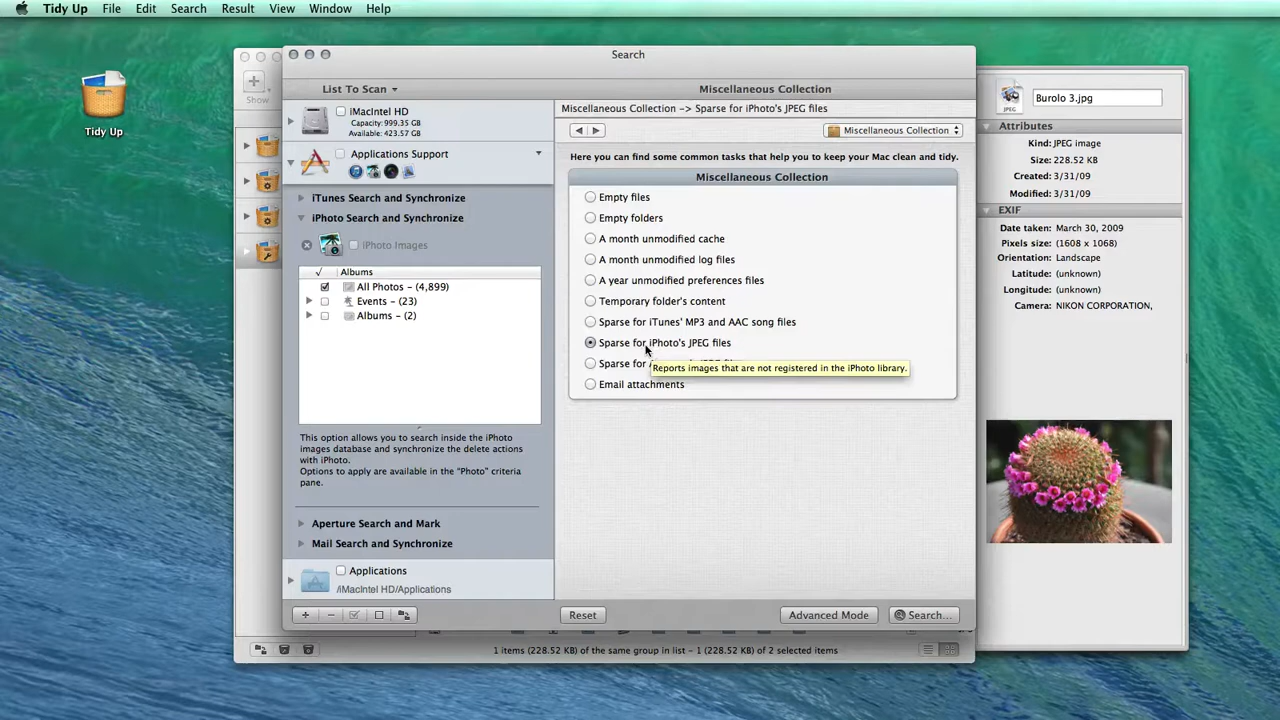 Tidy Up File Edit Search Result View Window Help
Search
Show
Tidy Up
List To Scan
Miscellaneous Collection
iMacIntel HD
Capacity: 999.35 GB
Available: 423.57 GB
Applications Support
iTunes Search and Synchronize
iPhoto Search and Synchronize
iPhoto Images
Albums
All Photos - (4,899)
Events - (23)
Albums - (2)
This option allows you to search inside the iPhoto
images database and synchronize the delete actions
with iPhoto.
Options to apply are available in the "Photo" criteria
pane.
Aperture Search and Mark
Mail Search and Synchronize
Applications
/iMacIntel HD/Applications
Miscellaneous Collection -> Sparse for iPhoto's JPEG files
Miscellaneous Collection
Here you can find some common tasks that help you to keep your Mac clean and tidy.
Miscellaneous Collection
Empty files
Empty folders
A month unmodified cache
A month unmodified log files
A year unmodified preferences files
Temporary folder's content
Sparse for iTunes' MP3 and AAC song files
Sparse for iPhoto's JPEG files
Sparse for
Reports images that are not registered in the iPhoto library.
Email attachments
Reset
Advanced Mode
Search...
1 items (228.52 KB) of the same group in list - 1 (228.52 KB) of 2 selected items
JPEG
Burolo 3.jpg
Attributes
Kind: JPEG image
Size: 228.52 KB
Created: 3/31/09
Modified: 3/31/09
EXIF
Date taken: March 30, 2009
Pixels size: (1608 x 1068)
Orientation: Landscape
Latitude: (unknown)
Longitude: (unknown)
Camera: NIKON CORPORATION,